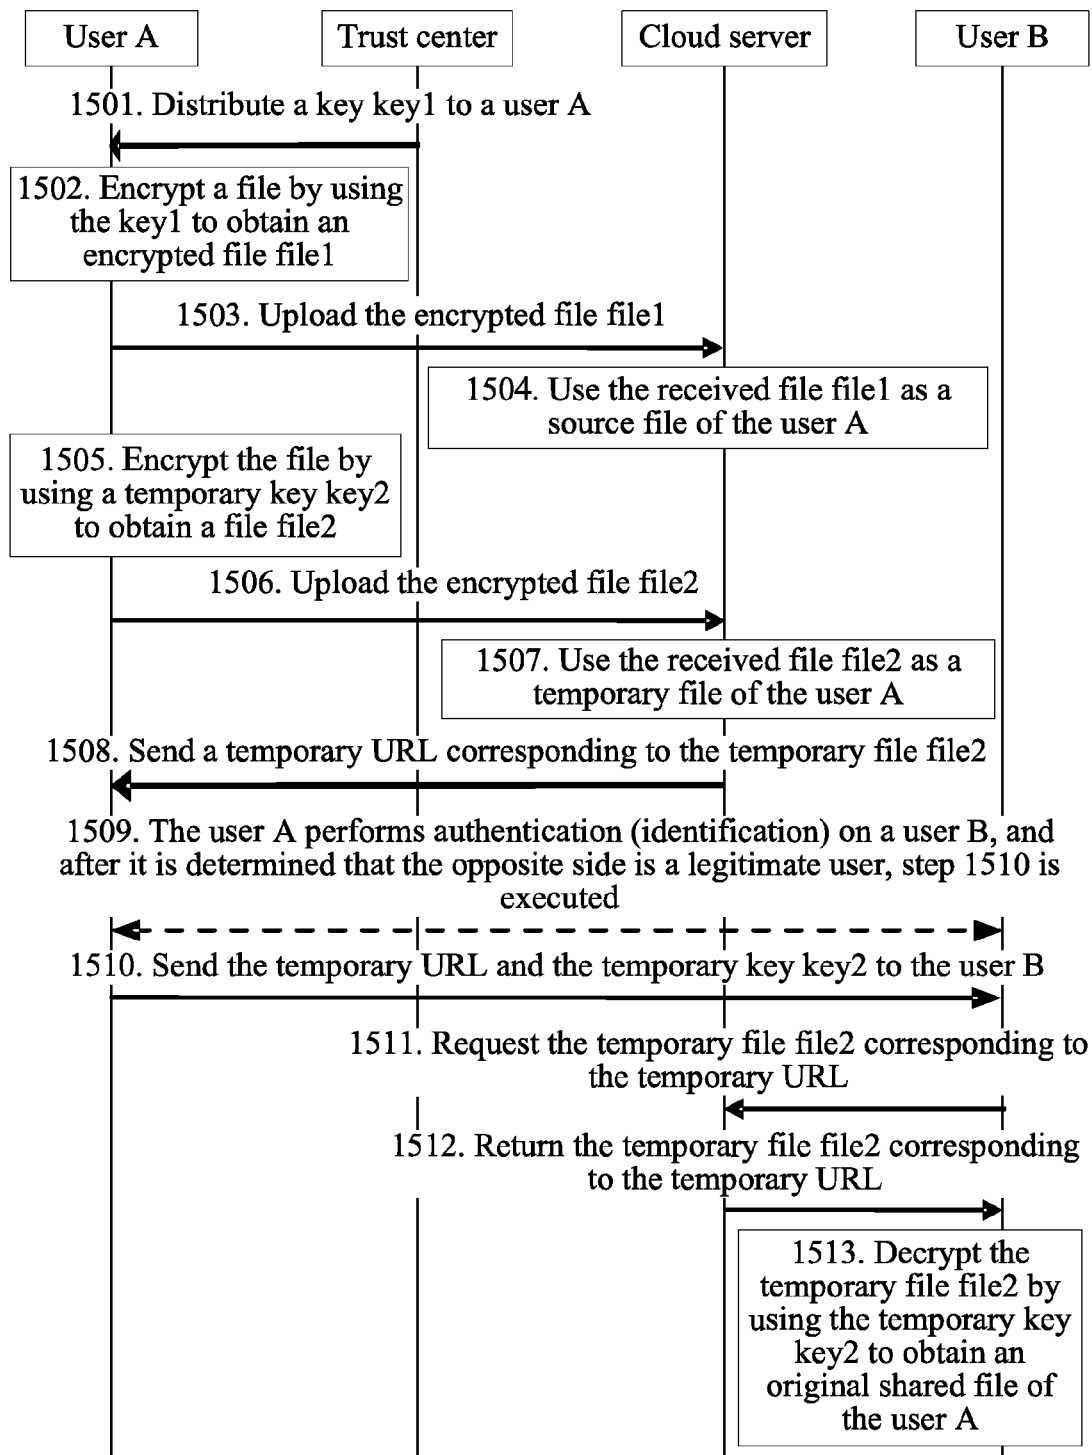 User A
Trust center
Cloud server
User B
1501. Distribute a key key1 to a user A
1502. Encrypt a file by using
the key1 to obtain an
encrypted file file1
1503. Upload the encrypted file file1
1504. Use the received file file1 as a
source file of the user A
1505. Encrypt the file by
using a temporary key key2
to obtain a file file2
1506. Upload the encrypted file file2
1507. Use the received file file2 as a
temporary file of the user A
1508. Send a temporary URL corresponding to the temporary file file2
1509. The user A performs authentication (identification) on a user B, and
after it is determined that the opposite side is a legitimate user, step 1510 is
executed
1510. Send the temporary URL and the temporary key key2 to the user B
1511. Request the temporary file file2 corresponding to
the temporary URL
1512. Return the temporary file file2 corresponding
to the temporary URL
1513. Decrypt the
temporary file file2 by
using the temporary key
key2 to obtain an
original shared file of
the user A